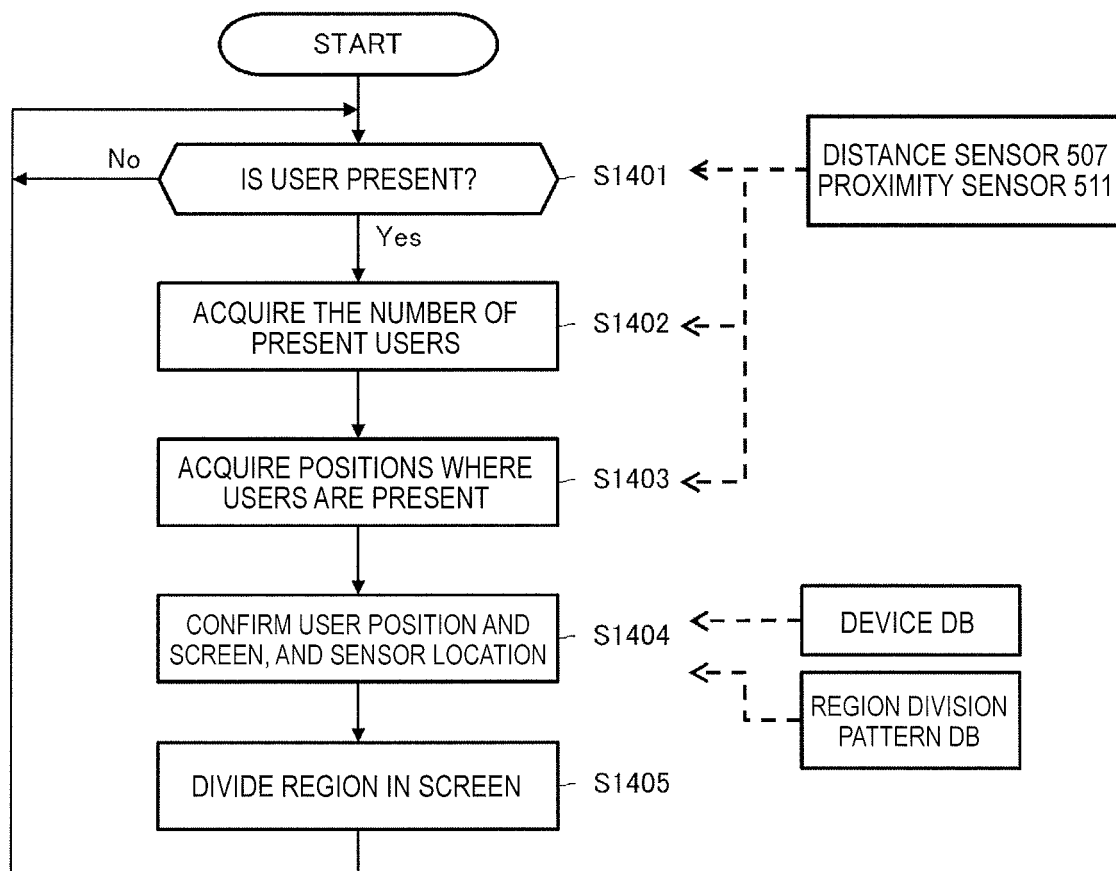 START
No
IS USER PRESENT?
S1401
DISTANCE SENSOR 507
PROXIMITY SENSOR 511
Yes
ACQUIRE THE NUMBER OF
PRESENT USERS
S1402
ACQUIRE POSITIONS WHERE
USERS ARE PRESENT
S1403
CONFIRM USER POSITION AND
SCREEN, AND SENSOR LOCATION
S1404
DEVICE DB
REGION DIVISION
PATTERN DB
DIVIDE REGION IN SCREEN
S1405